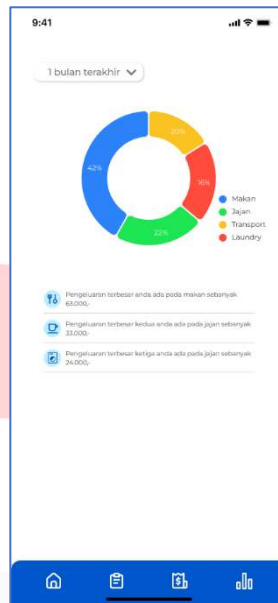 9:41
1 bulan terakhir
20%
42%
16%
22%
Makan
Jajan
Transport
Laundry
Pengeluaran terbesar anda ada pada makan sebanyak
63.000,-
Pengeluaran terbesar kedua anda ada pada jajan sebanyak
33.000,-
Pengeluaran terbesar ketiga anda ada pada jajan sebanyak
24.000,-